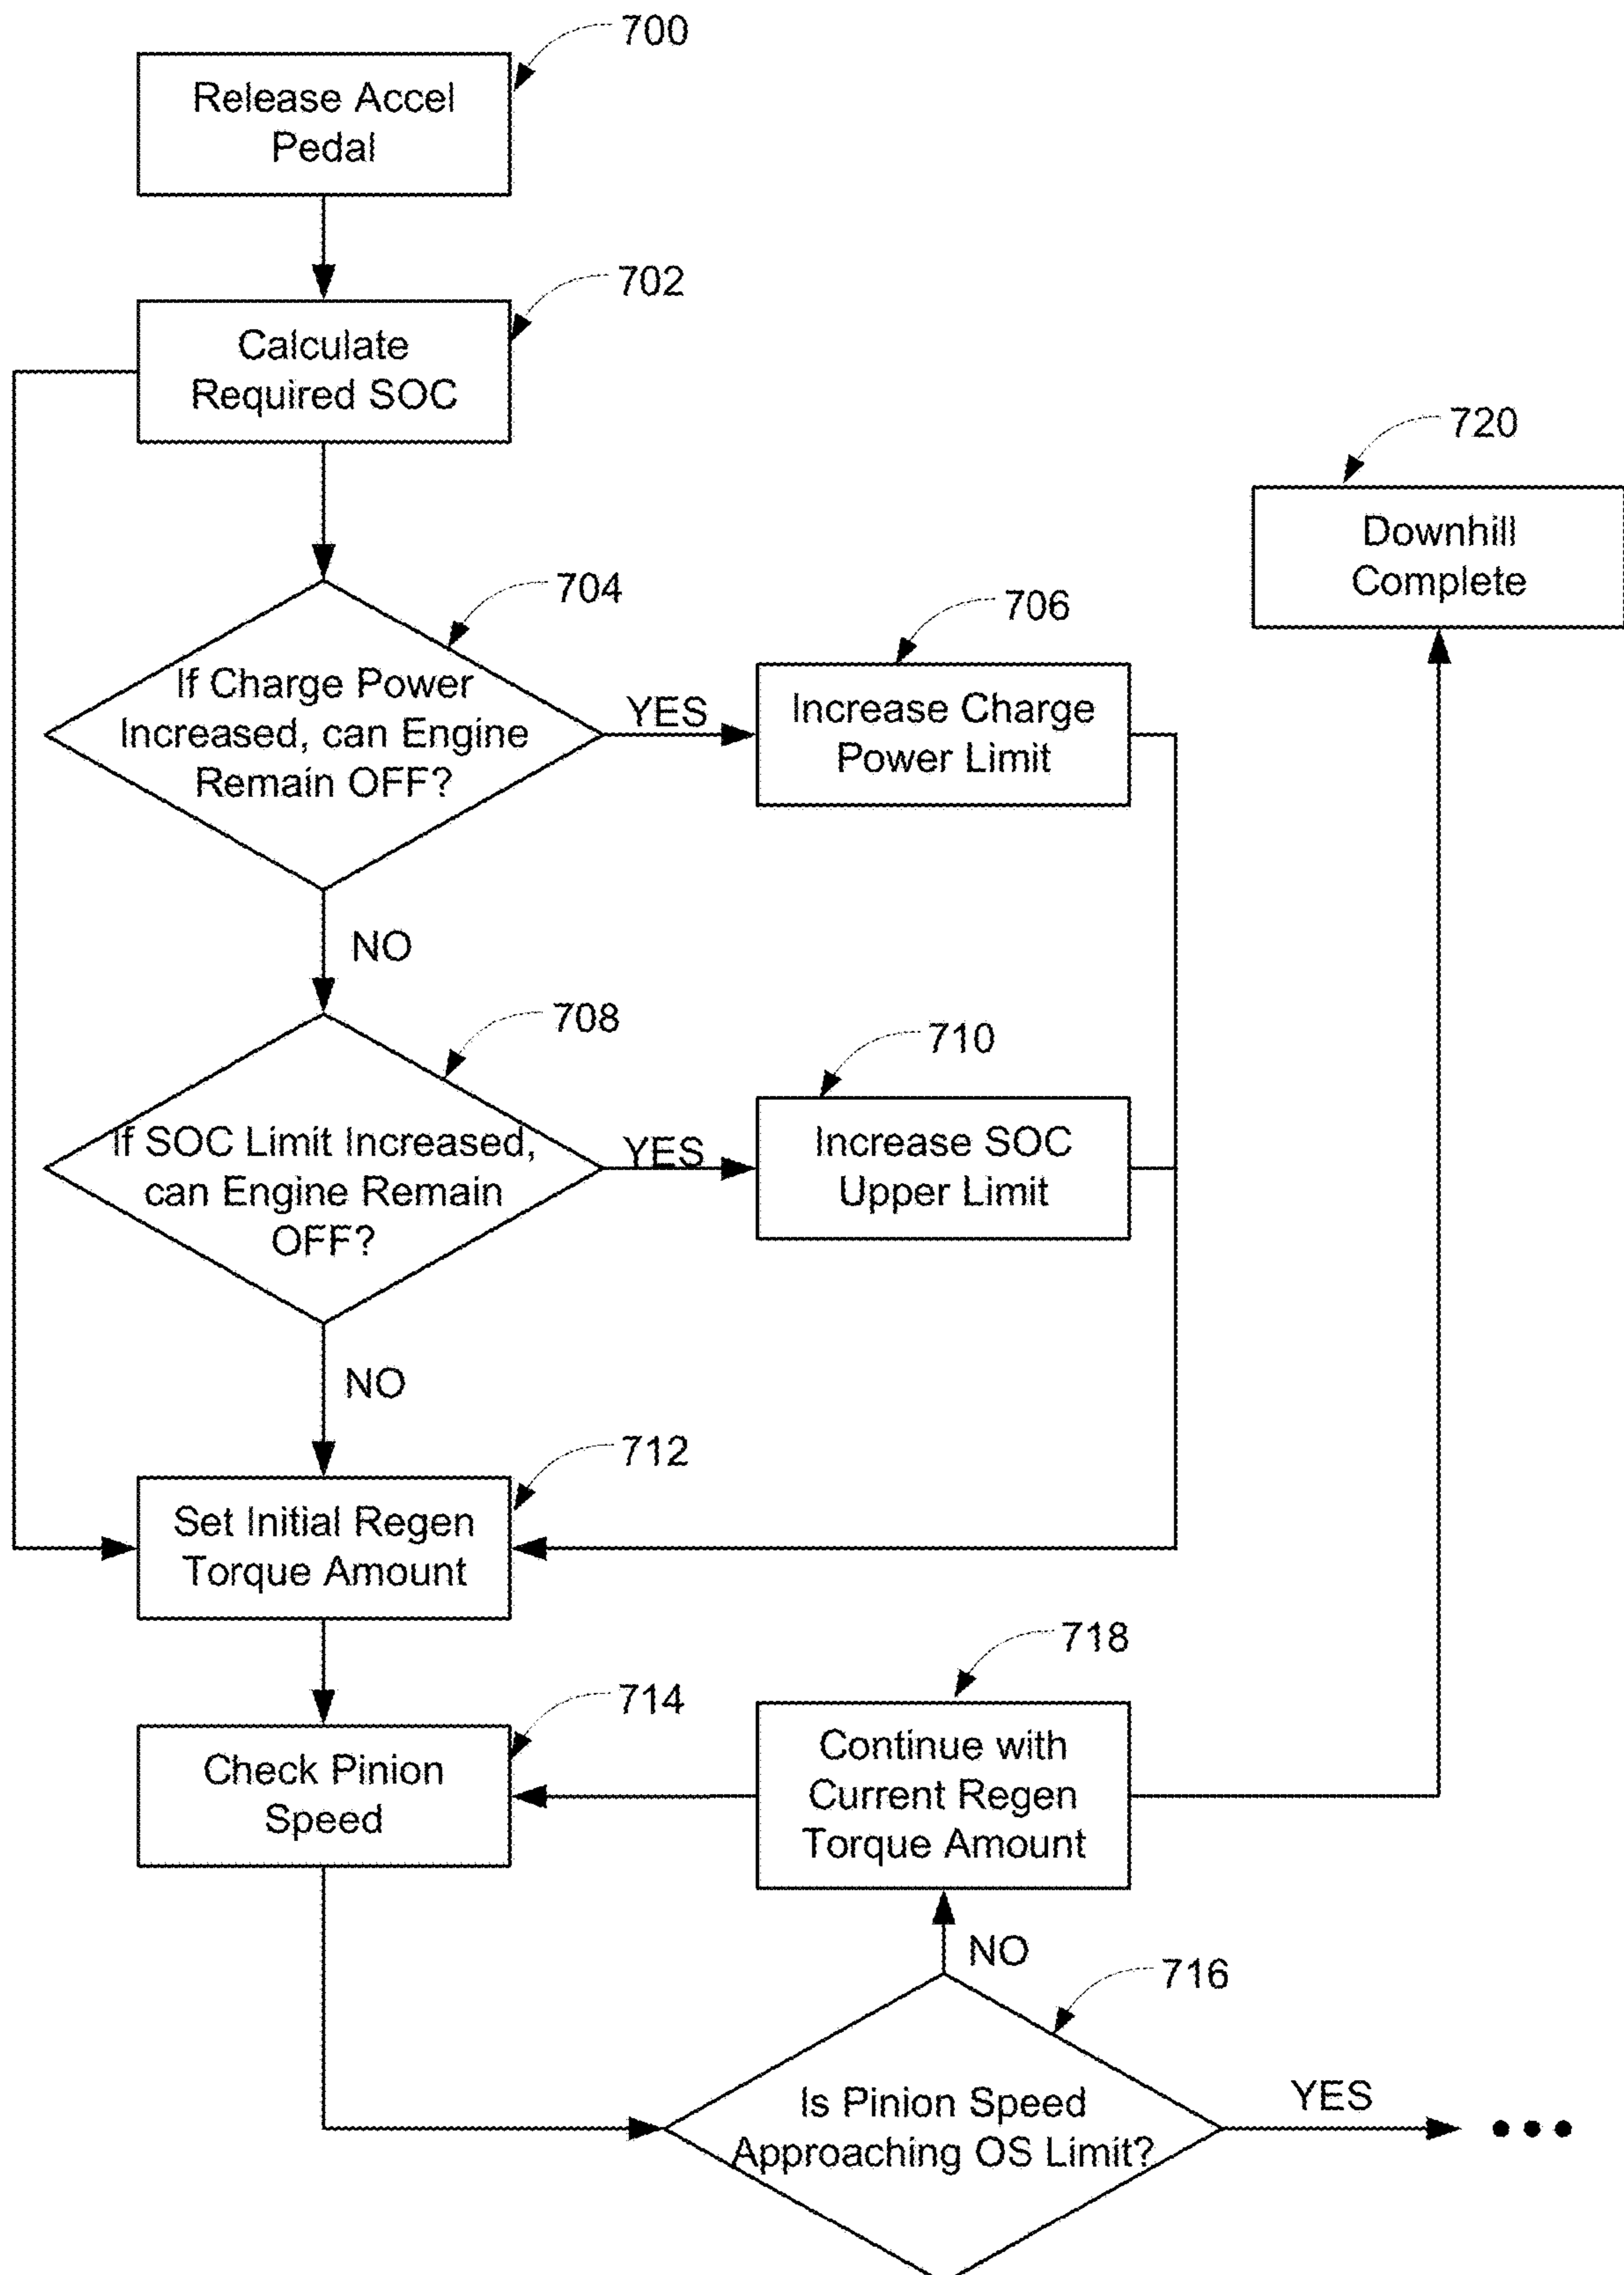 700
Release Accel
Pedal
702
Calculate
Required SOC
720
Downhill
Complete
704
If Charge Power
Increased, can Engine
Remain OFF?
YES
706
Increase Charge
Power Limit
NO
708
If SOC Limit Increased,
can Engine Remain
OFF?
YES
710
Increase SOC
Upper Limit
NO
712
Set Initial Regen
Torque Amount
714
Check Pinion
Speed
718
Continue with
Current Regen
Torque Amount
NO
716
Is Pinion Speed
Approaching OS Limit?
YES
•••